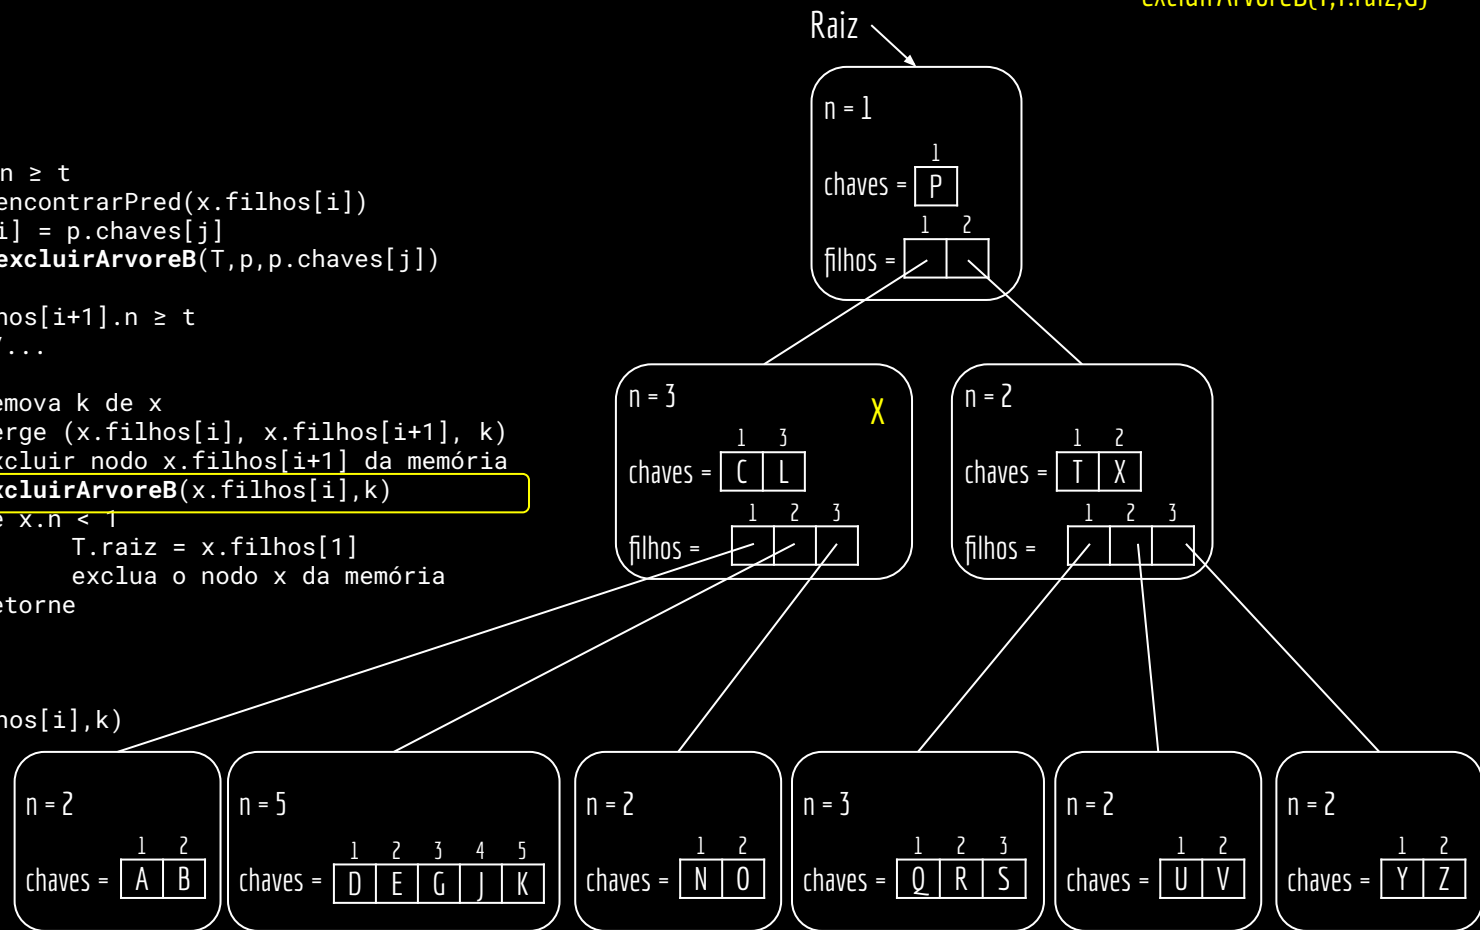 excluirArvoreB(T,T.raiz,G)
Raiz
n ≥ t
encontrarPred(x.filhos[i])
i] = p.chaves[j]
excluirArvoreB(T,p,p.chaves[j])
hos[i+1].n ≥ t
/...
emova k de x
erge (x.filhos[i], x.filhos[i+1], k)
xcluir nodo x.filhos[i+1] da memória
xcluirArvoreB(x.filhos[i],k)
e x.n < 1
T.raiz = x.filhos[1]
exclua o nodo x da memória
etorne
hos[i],k)
n = 1
1
chaves = P
1 2
filhos =
n = 3
X
1 3
chaves = C L
1 2 3
filhos =
n = 2
1 2
chaves = T X
1 2 3
filhos =
n = 2
1 2
chaves = A B
n = 5
1 2 3 4 5
chaves = D E G J K
n = 2
1 2
chaves = N O
n = 3
1 2 3
chaves = Q R S
n = 2
1 2
chaves = U V
n = 2
1 2
chaves = Y Z